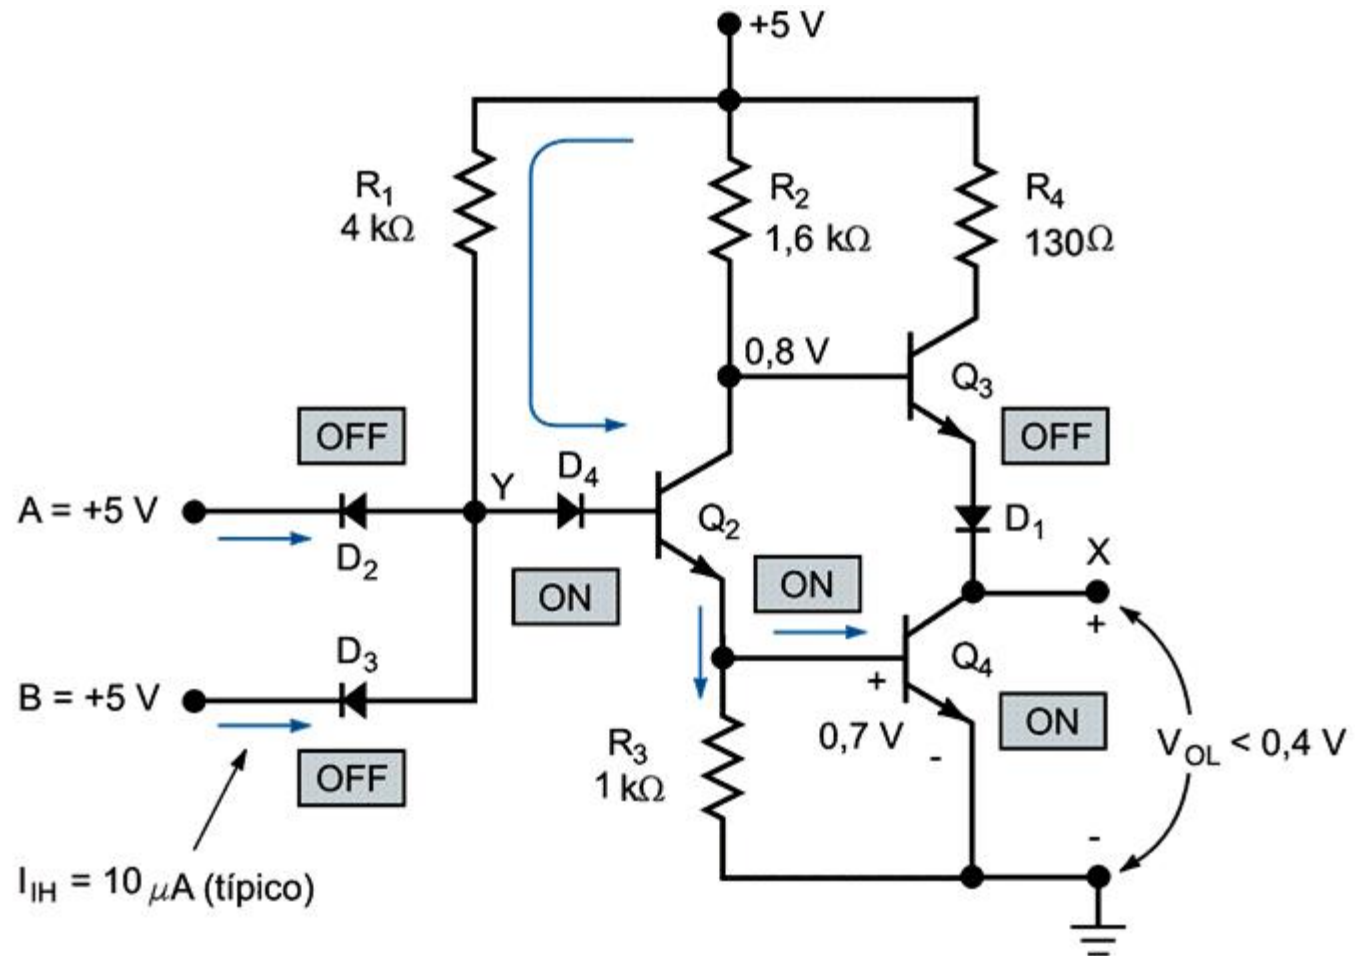 +5 V
R1
4 kΩ
R2
1,6 kΩ
R4
130Ω
0,8 V
Q3
OFF
OFF
A = +5 V
Y
D4
D2
Q2
D1
X
ON
ON
+
D3
B = +5 V
Q4
+
ON
0,7 V
-
R3
1 kΩ
VOL < 0,4 V
OFF
-
IIH = 10 μA (típico)